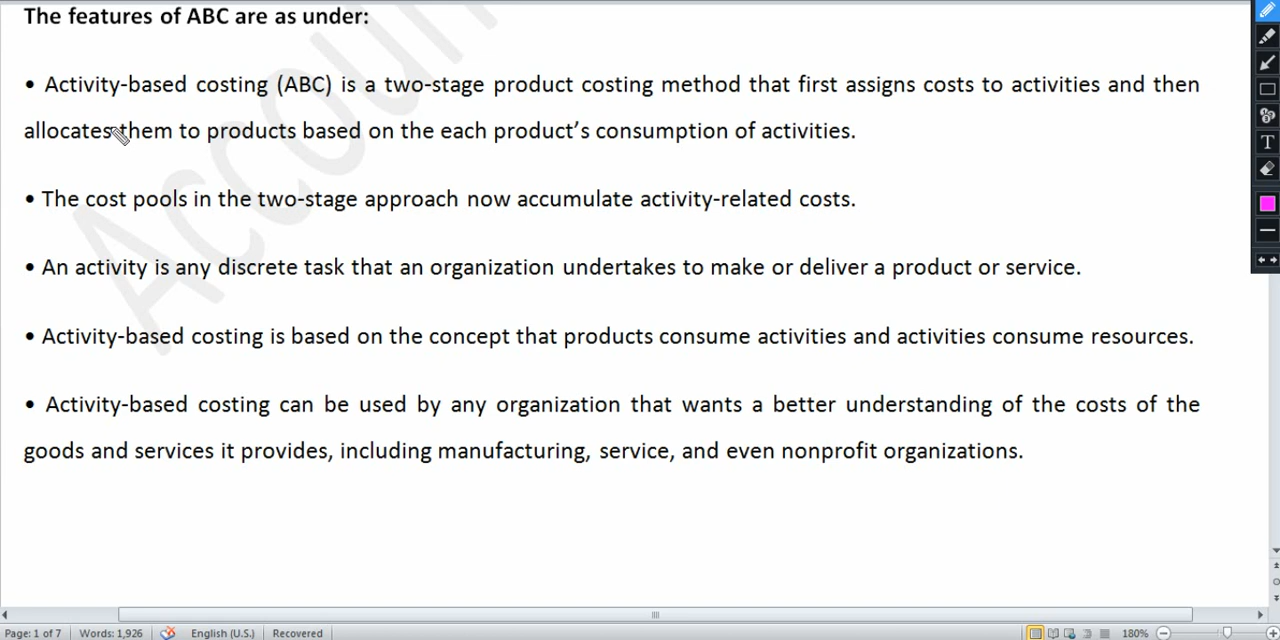 The features of ABC are as under:
• Activity-based costing (ABC) is a two-stage product costing method that first assigns costs to activities and then
allocates them to products based on the each product's consumption of activities.
• The cost pools in the two-stage approach now accumulate activity-related costs.
• An activity is any discrete task that an organization undertakes to make or deliver a product or service.
• Activity-based costing is based on the concept that products consume activities and activities consume resources.
• Activity-based costing can be used by any organization that wants a better understanding of the costs of the
goods and services it provides, including manufacturing, service, and even nonprofit organizations.
Accoun
T
Page: 1 of 7 Words: 1,926 English (U.S.) Recovered 180%